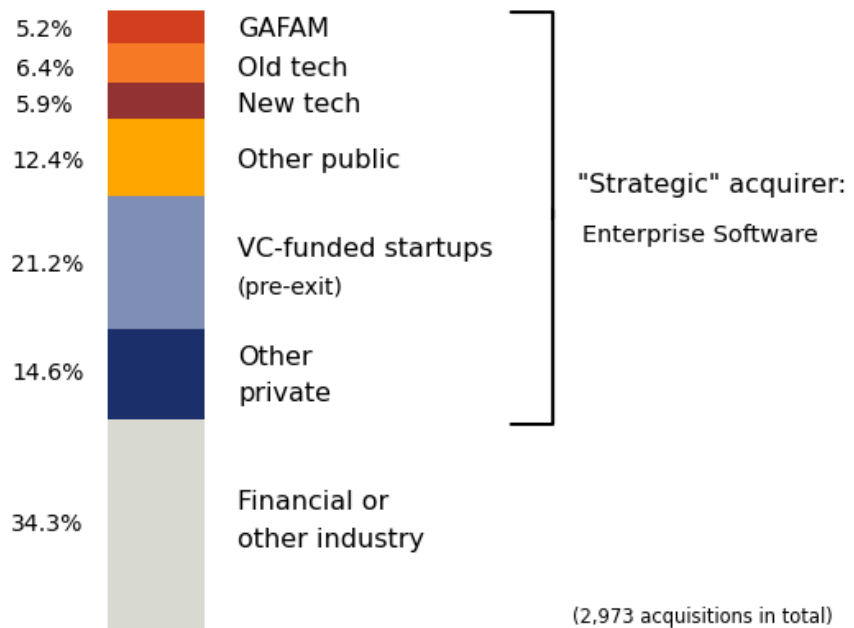 5.2% GAFAM
6.4% Old tech
5.9% New tech
12.4% Other public
"Strategic" acquirer:
Enterprise Software
21.2% VC-funded startups
(pre-exit)
14.6% Other
private
34.3% Financial or
other industry
(2,973 acquisitions in total)